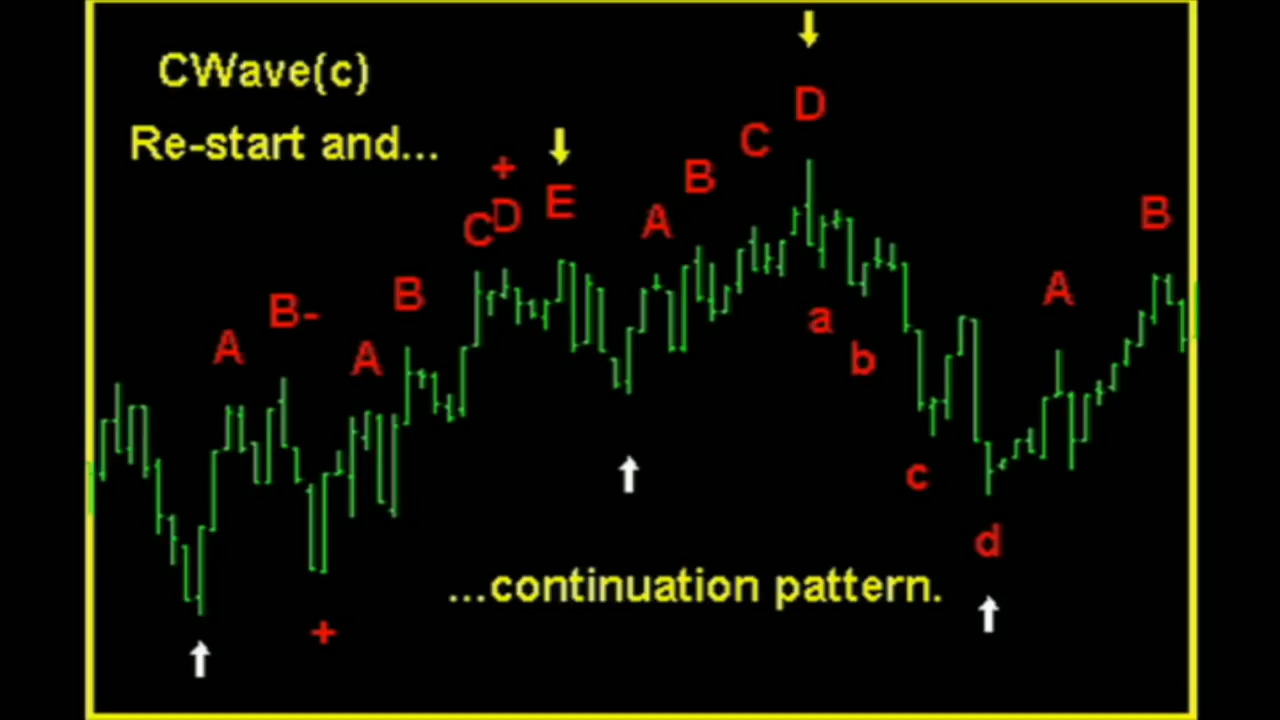 CWave(c)
Re-start and...
A
B-
+
A
B
C
+
D
E
A
B
C
D
a
b
c
d
A
B
...continuation pattern.